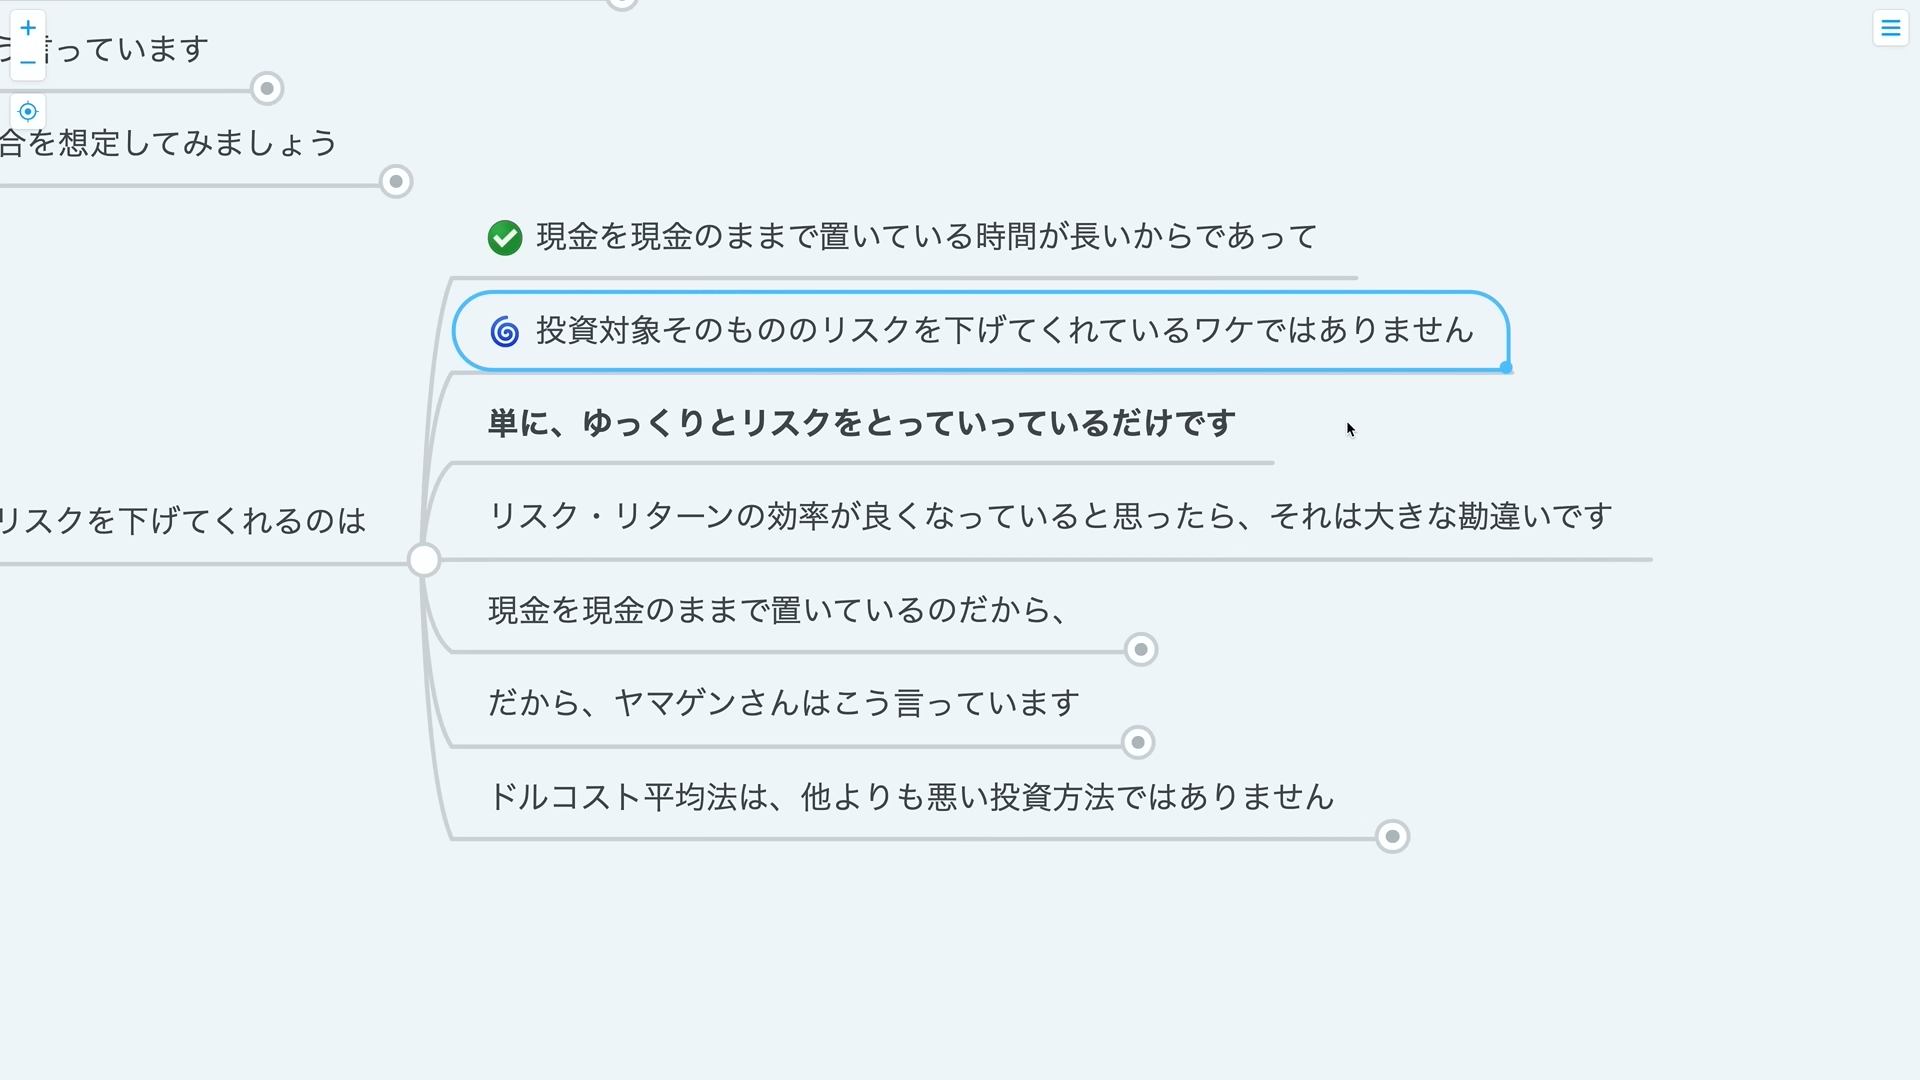 言っています
合を想定してみましょう
現金を現金のままで置いている時間が長いからであって
投資対象そのもののリスクを下げてくれているワケではありません
単に、ゆっくりとリスクをとっていっているだけです
リスク・リターンの効率が良くなっていると思ったら、それは大きな勘違いです
リスクを下げてくれるのは
現金を現金のままで置いているのだから、
だから、ヤマゲンさんはこう言っています
ドルコスト平均法は、他よりも悪い投資方法ではありません